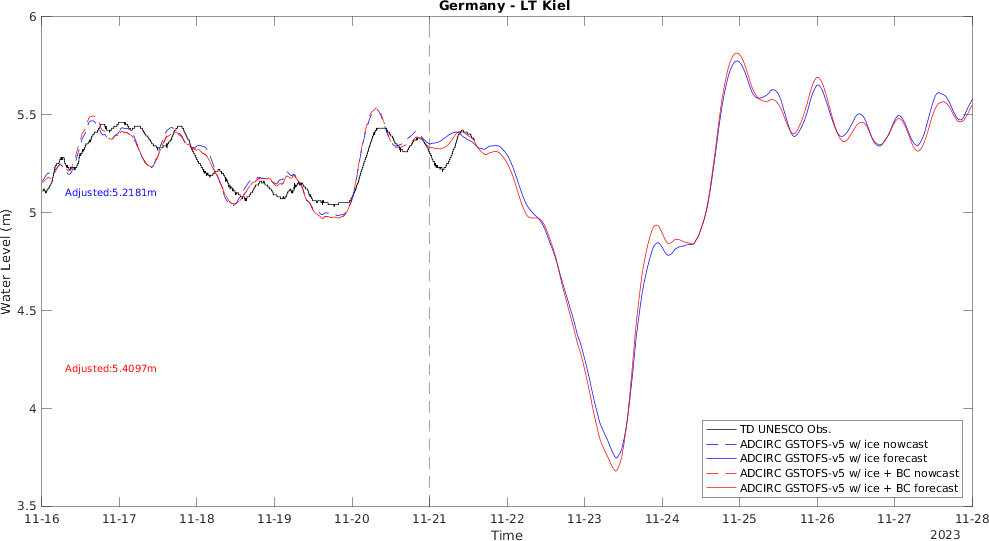 Germany - LT Kiel
6
5.5
5
4.5
4
3.5
Water Level (m)
Adjusted:5.2181m
Adjusted:5.4097m
TD UNESCO Obs.
ADCIRC GSTOFS-v5 w/ ice nowcast
ADCIRC GSTOFS-v5 w/ ice forecast
ADCIRC GSTOFS-v5 w/ ice + BC nowcast
ADCIRC GSTOFS-v5 w/ ice + BC forecast
11-16 11-17 11-18 11-19 11-20 11-21 11-22 11-23 11-24 11-25 11-26 11-27 11-28
Time
2023